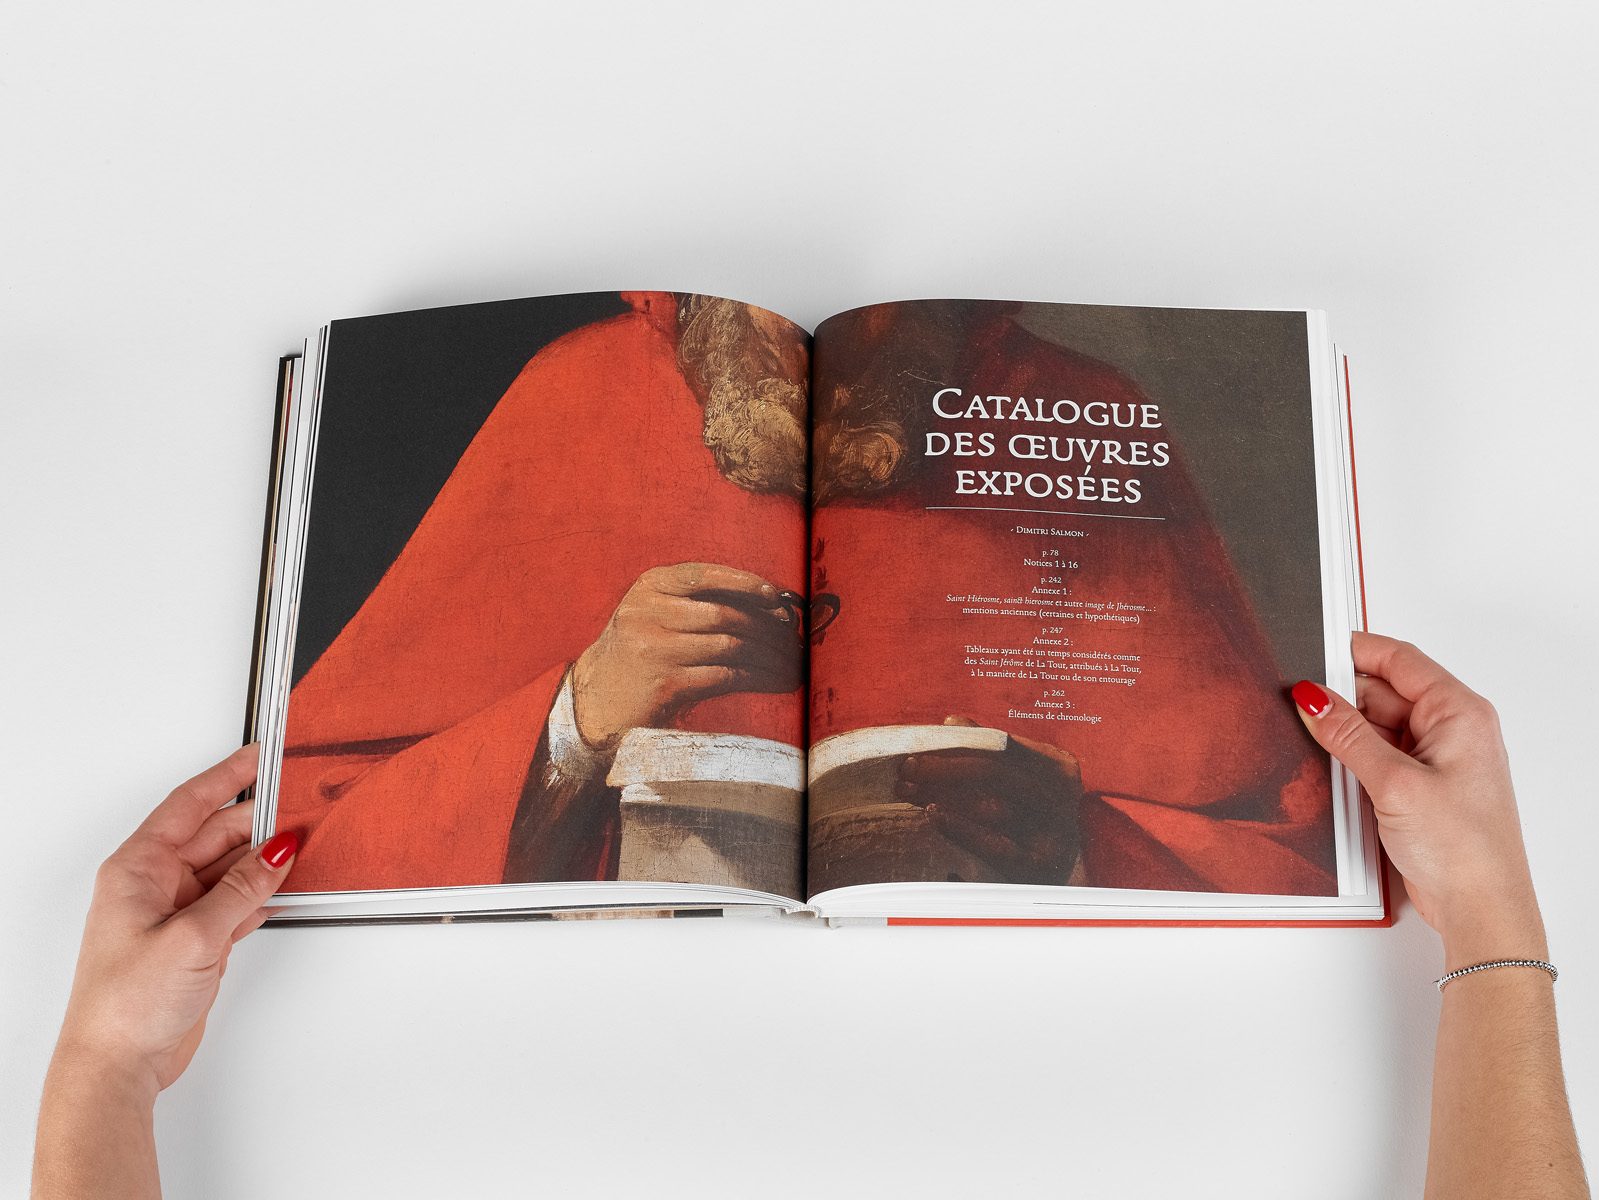 CATALOGUE
DES ŒUVRES
EXPOSÉES
- DIMITRI SALMON -
p. 78
Notices 1 à 16
p. 242
Annexe 1 :
Saint Hiérosme, sainct hierosme et autre image de Jhérosme… :
mentions anciennes (certaines et hypothétiques)
p. 247
Annexe 2 :
Tableaux ayant été un temps considérés comme
des Saint Jérôme de La Tour, attribués à La Tour,
à la manière de La Tour ou de son entourage
p. 262
Annexe 3 :
Éléments de chronologie